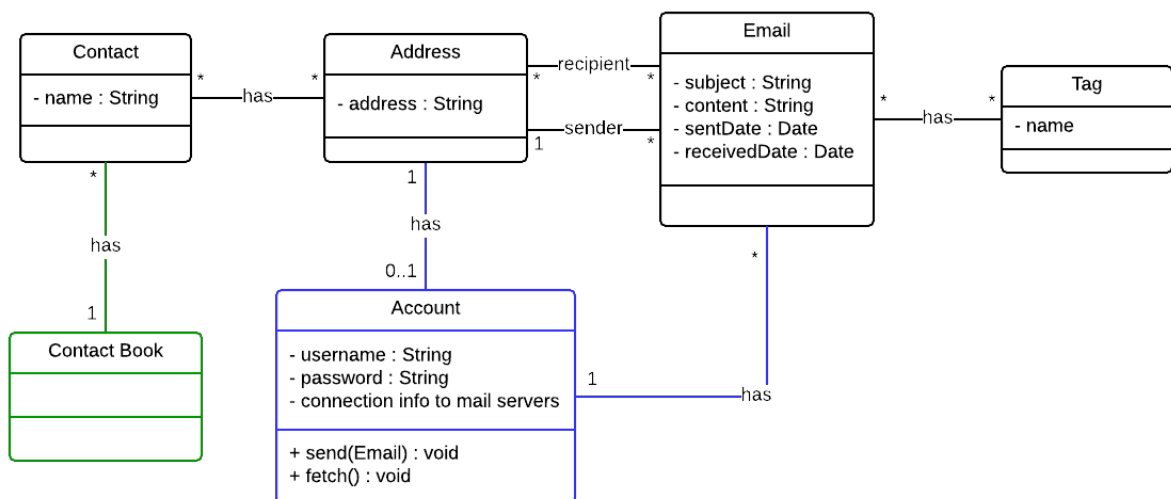 Contact
- name : String
*
has
*
Address
- address : String
recipient
*
*
sender
1
*
Email
- subject : String
- content : String
- sentDate : Date
- receivedDate : Date
*
has
*
Tag
- name
*
has
1
Contact Book
1
has
0..1
Account
- username : String
- password : String
- connection info to mail servers
+ send(Email) : void
+ fetch() : void
1
has
*